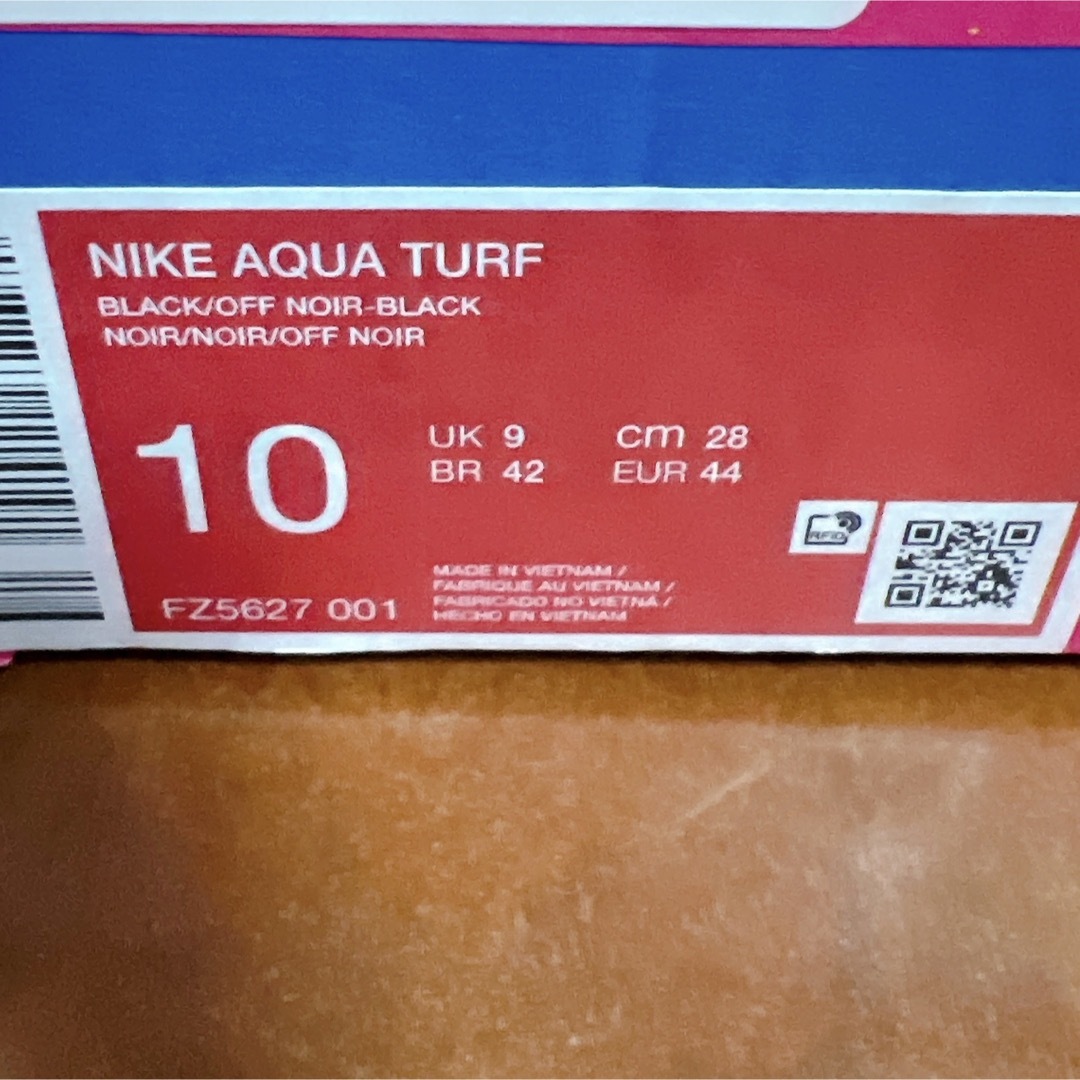 NIKE AQUA TURF
BLACK/OFF NOIR-BLACK
NOIR/NOIR/OFF NOIR
10
UK 9 cm 28
BR 42 EUR 44
RFID
FZ5627 001
MADE IN VIETNAM /
FABRIQUE AU VIETNAM /
FABRICADO NO VIETNÁ /
HECHO EN VIETNAM